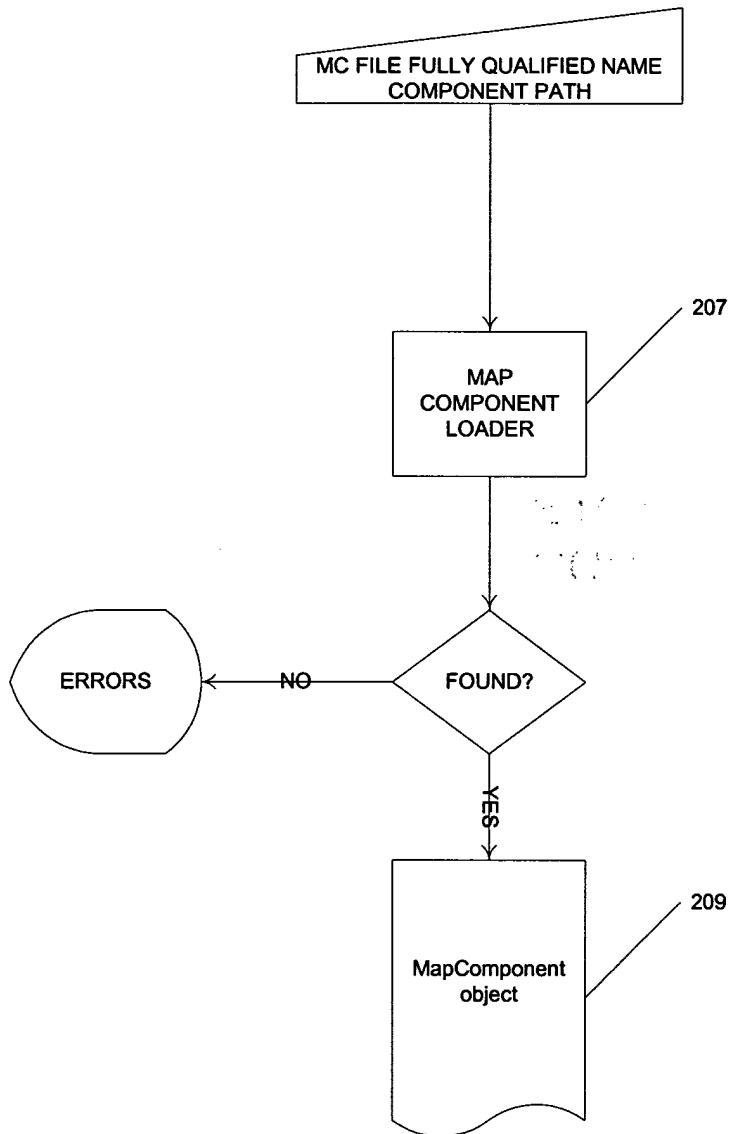 MC FILE FULLY QUALIFIED NAME
COMPONENT PATH
207
MAP
COMPONENT
LOADER
ERRORS
NO
FOUND?
YES
209
MapComponent
object